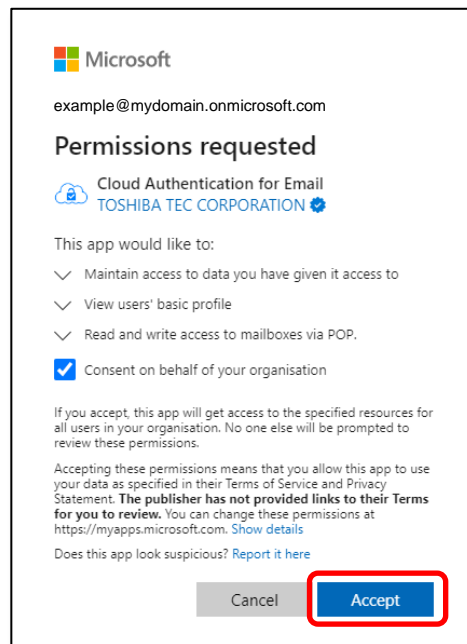 Microsoft
example@mydomain.onmicrosoft.com
Permissions requested
Cloud Authentication for Email
TOSHIBA TEC CORPORATION
This app would like to:
Maintain access to data you have given it access to
View users' basic profile
Read and write access to mailboxes via POP.
Consent on behalf of your organisation
If you accept, this app will get access to the specified resources for
all users in your organisation. No one else will be prompted to
review these permissions.
Accepting these permissions means that you allow this app to use
your data as specified in their Terms of Service and Privacy
Statement. The publisher has not provided links to their Terms
for you to review. You can change these permissions at
https://myapps.microsoft.com. Show details
Does this app look suspicious? Report it here
Cancel Accept